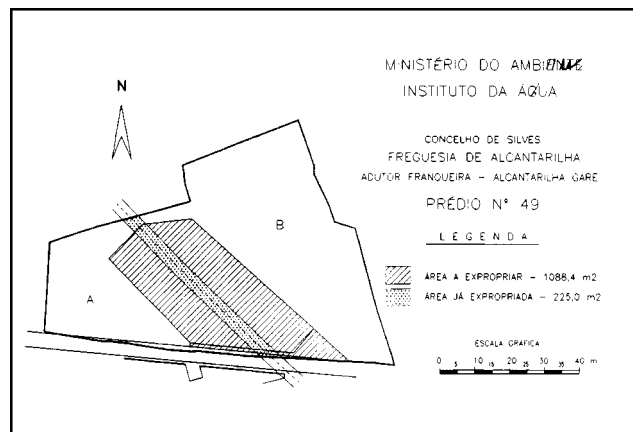 MINISTÉRIO DO AMBIENTE
INSTITUTO DA ÁGUA
N
CONCELHO DE SILVES
FREGUESIA DE ALCANTARILHA
ADUTOR FRANQUEIRA - ALCANTARILHA GARE
PRÉDIO Nº 49
B
LEGENDA
ÁREA A EXPROPRIAR - 1088,4 m2
A
ÁREA JÁ EXPROPRIADA - 225,0 m2
ESCALA GRÁFICA
0 5 10 15 20 25 30 35 40 m